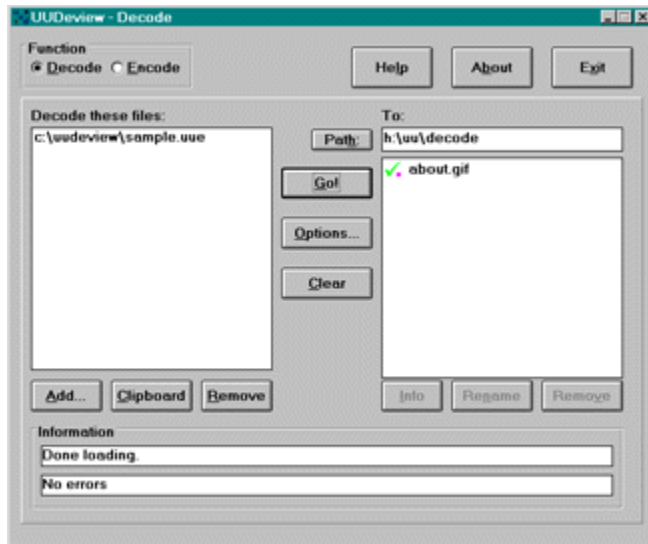 UUDeview - Decode
Function
Decode Encode
Help About Exit
Decode these files:
To:
c:\uudeview\sample.uue
Path:
h:\uu\decode
about.gif
Go!
Options...
Clear
Add... Clipboard Remove
Info Rename Remove
Information
Done loading.
No errors